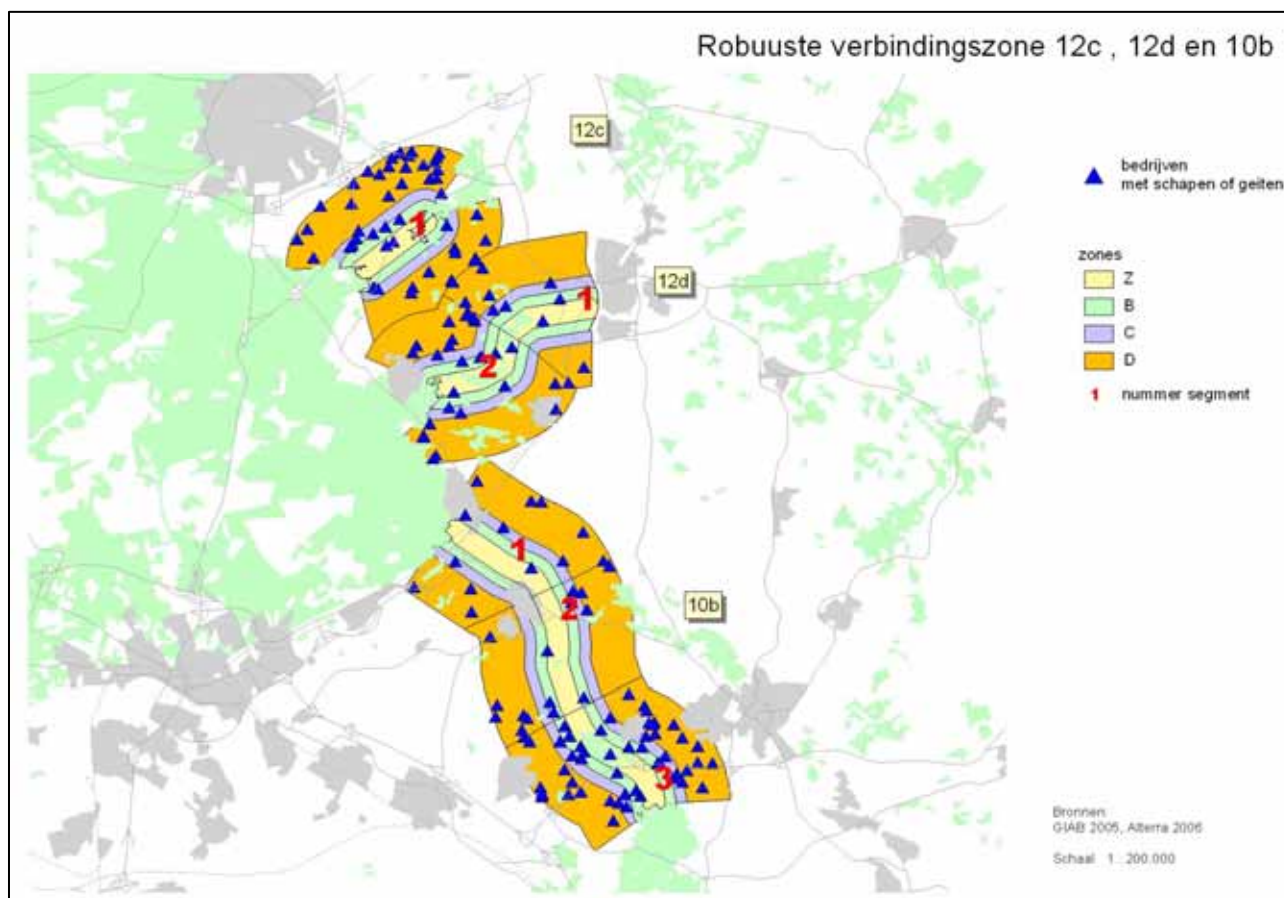 Robuuste verbindingszone 12c , 12d en 10b
12c
bedrijven
met schapen of geiten
1
zones
Z
B
C
D
12d
1
2
1 nummer segment
1
2
10b
3
Bronnen:
GIAB 2005, Alterra 2006
Schaal 1 : 200.000